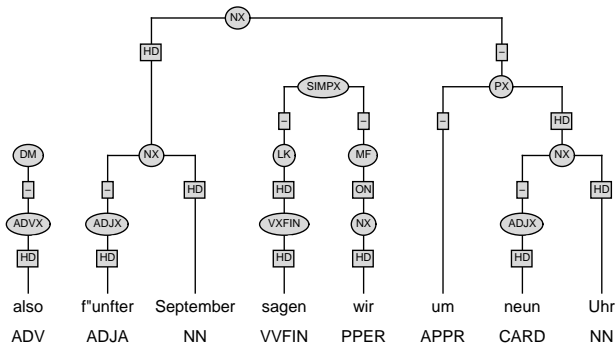 NX
HD –
SIMPX PX
– – – HD
DM NX LK MF NX
– – HD HD ON – HD
ADVX ADJX VXFIN NX ADJX
HD HD HD HD HD
also f"unfter September sagen wir um neun Uhr
ADV ADJA NN VVFIN PPER APPR CARD NN